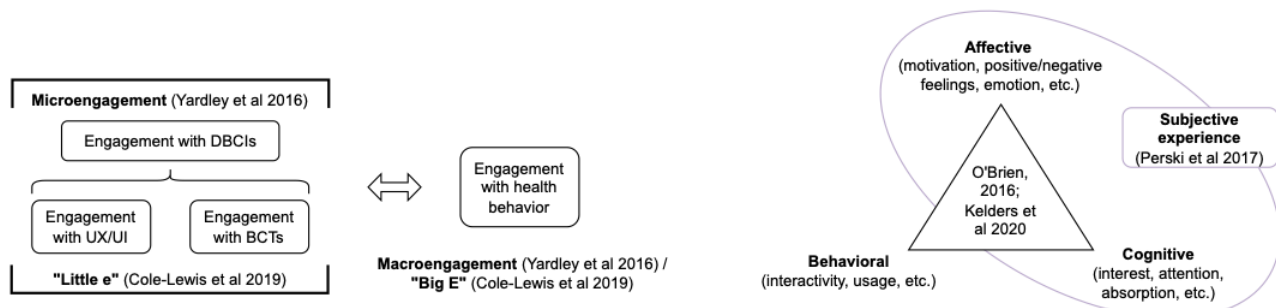 Microengagement (Yardley et al 2016)
Engagement with DBCIs
Engagement
with UX/UI
Engagement
with BCTs
"Little e" (Cole-Lewis et al 2019)
Engagement
with health
behavior
Macroengagement (Yardley et al 2016) /
"Big E" (Cole-Lewis et al 2019)
Affective
(motivation, positive/negative
feelings, emotion, etc.)
Subjective
experience
(Perski et al 2017)
O'Brien,
2016;
Kelders et
al 2020
Behavioral
(interactivity, usage, etc.)
Cognitive
(interest, attention,
absorption, etc.)